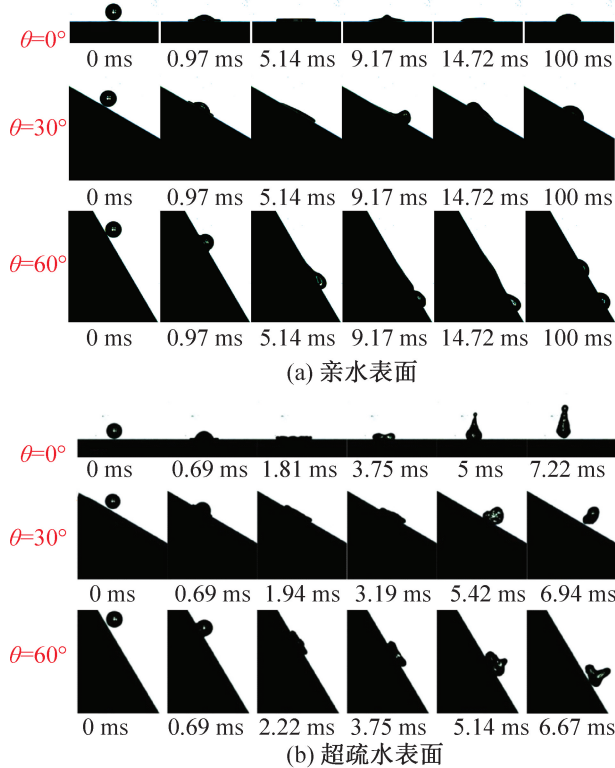 θ=0°
0 ms 0.97 ms 5.14 ms 9.17 ms 14.72 ms 100 ms
θ=30°
0 ms 0.97 ms 5.14 ms 9.17 ms 14.72 ms 100 ms
θ=60°
0 ms 0.97 ms 5.14 ms 9.17 ms 14.72 ms 100 ms
(a) 亲水表面
θ=0°
0 ms 0.69 ms 1.81 ms 3.75 ms 5 ms 7.22 ms
θ=30°
0 ms 0.69 ms 1.94 ms 3.19 ms 5.42 ms 6.94 ms
θ=60°
0 ms 0.69 ms 2.22 ms 3.75 ms 5.14 ms 6.67 ms
(b) 超疏水表面